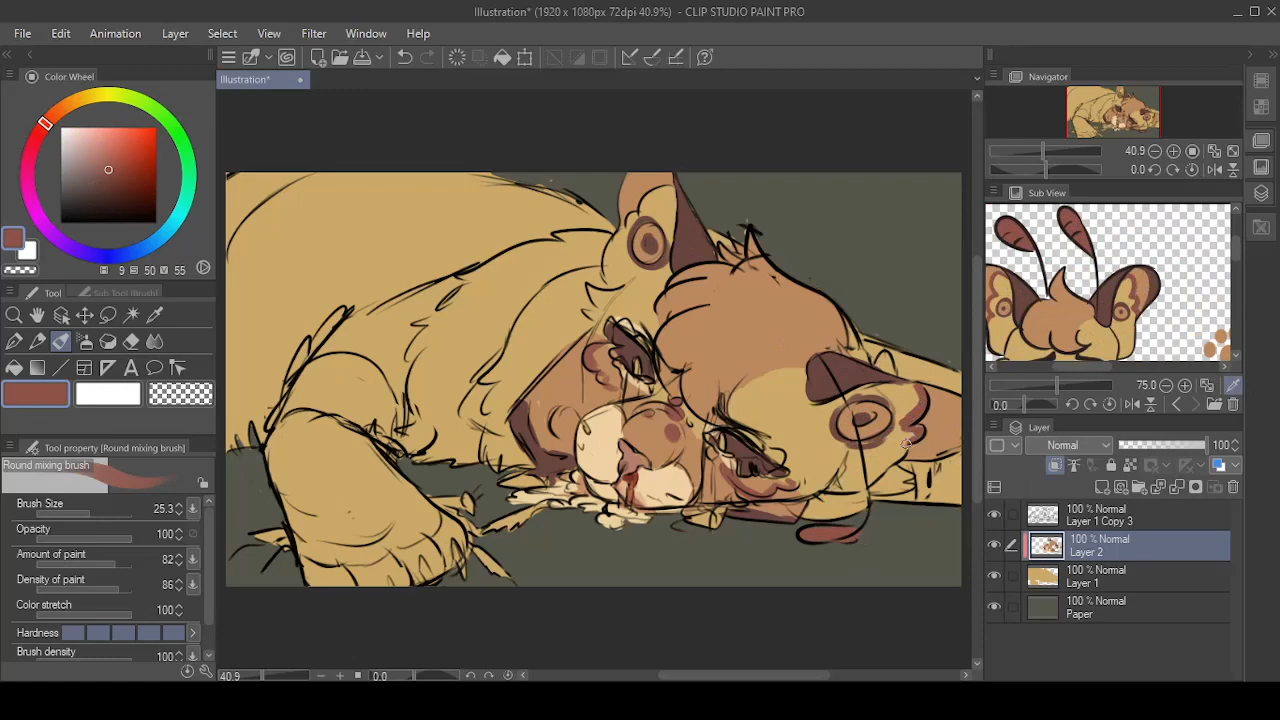 Illustration* (1920 x 1080px 72dpi 40.9%) - CLIP STUDIO PAINT PRO
File Edit Animation Layer Select View Filter Window Help
Illustration*
Color Wheel
9 50 55
Tool Sub Tool [Brush]
Tool property [Round mixing brush]
Round mixing brush
Brush Size 25.3
Opacity 100
Amount of paint 82
Density of paint 86
Color stretch 100
Hardness
Brush density 100
40.9 0.0
Navigator
40.9
0.0
Sub View
75.0
0.0
Layer
Normal 100
100 % Normal
Layer 1 Copy 3
100 % Normal
Layer 2
100 % Normal
Layer 1
100 % Normal
Paper